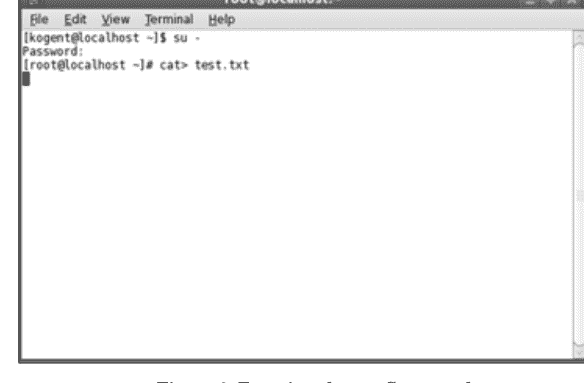 root@localhost:~
File Edit View Terminal Help
[kogent@localhost ~]$ su -
Password:
[root@localhost ~]# cat> test.txt